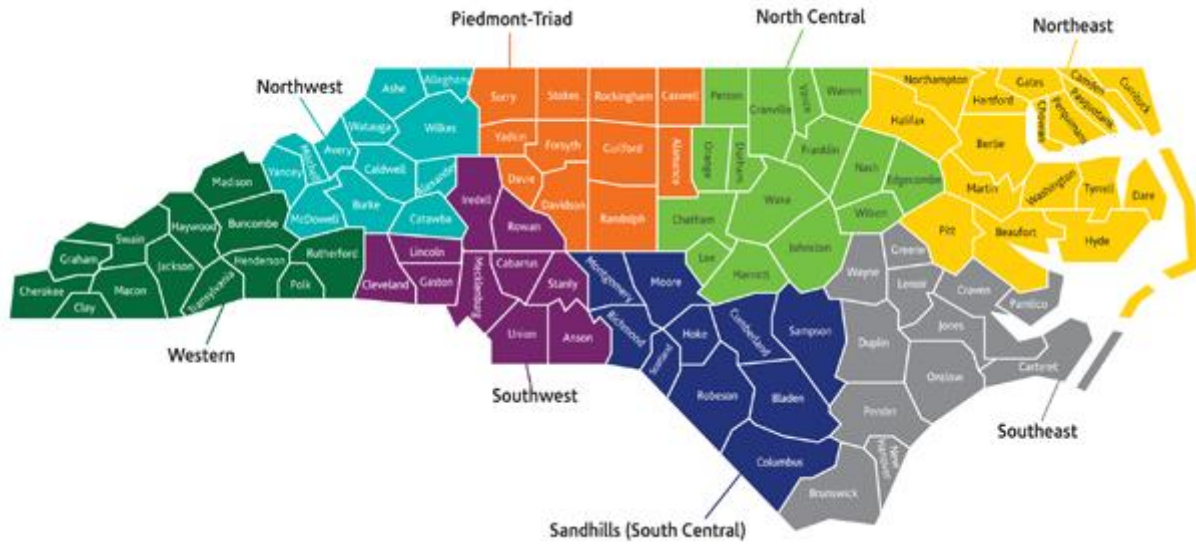 Piedmont-Triad
North Central
Northeast
Northwest
Ashe
Alleghany
Surry
Stokes
Rockingham
Caswell
Person
Granville
Vance
Warren
Northampton
Gates
Camden
Currituck
Hertford
Pasquotank
Perquimans
Chowan
Halifax
Watauga
Wilkes
Yadkin
Forsyth
Guilford
Alamance
Orange
Durham
Franklin
Nash
Edgecombe
Bertie
Mitchell
Avery
Yancey
Caldwell
Alexander
Davie
Iredell
Davidson
Randolph
Chatham
Wake
Wilson
Martin
Washington
Tyrrell
Dare
Madison
Burke
McDowell
Catawba
Rowan
Buncombe
Haywood
Swain
Rutherford
Lincoln
Cabarrus
Stanly
Montgomery
Moore
Lee
Harnett
Johnston
Greene
Pitt
Beaufort
Hyde
Graham
Jackson
Henderson
Polk
Cleveland
Gaston
Mecklenburg
Wayne
Lenoir
Craven
Pamlico
Cherokee
Macon
Clay
Transylvania
Union
Anson
Richmond
Scotland
Hoke
Cumberland
Sampson
Duplin
Jones
Onslow
Carteret
Western
Southwest
Robeson
Bladen
Pender
Southeast
Columbus
New Hanover
Brunswick
Sandhills (South Central)